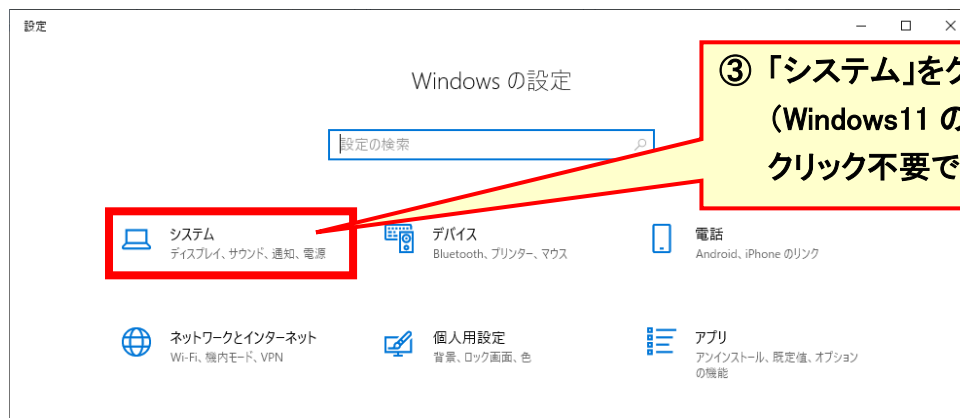 設定
Windows の設定
設定の検索
③ 「システム」を
(Windows11 の
クリック不要で
システム
ディスプレイ、サウンド、通知、電源
デバイス
Bluetooth、プリンター、マウス
電話
Android、iPhone のリンク
ネットワークとインターネット
Wi-Fi、機内モード、VPN
個人用設定
背景、ロック画面、色
アプリ
アンインストール、既定値、オプション
の機能